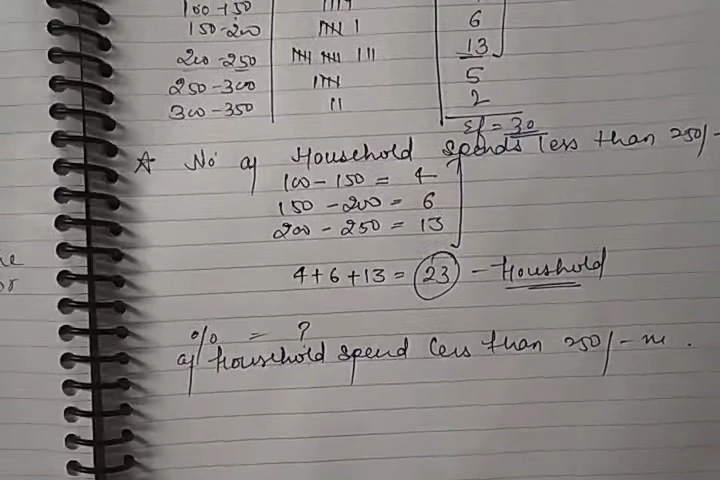 100-150 ||||
150-200 𝍸 | 6
200-250 𝍸 𝍸 ||| 13
250-300 𝍸 5
300-350 || 2
Σf = 30
No of Household spends less than 250/-
100-150 = 4
150-200 = 6
200-250 = 13
4+6+13 = 23 - Houshold
% = ?
of household spend less than 250/-